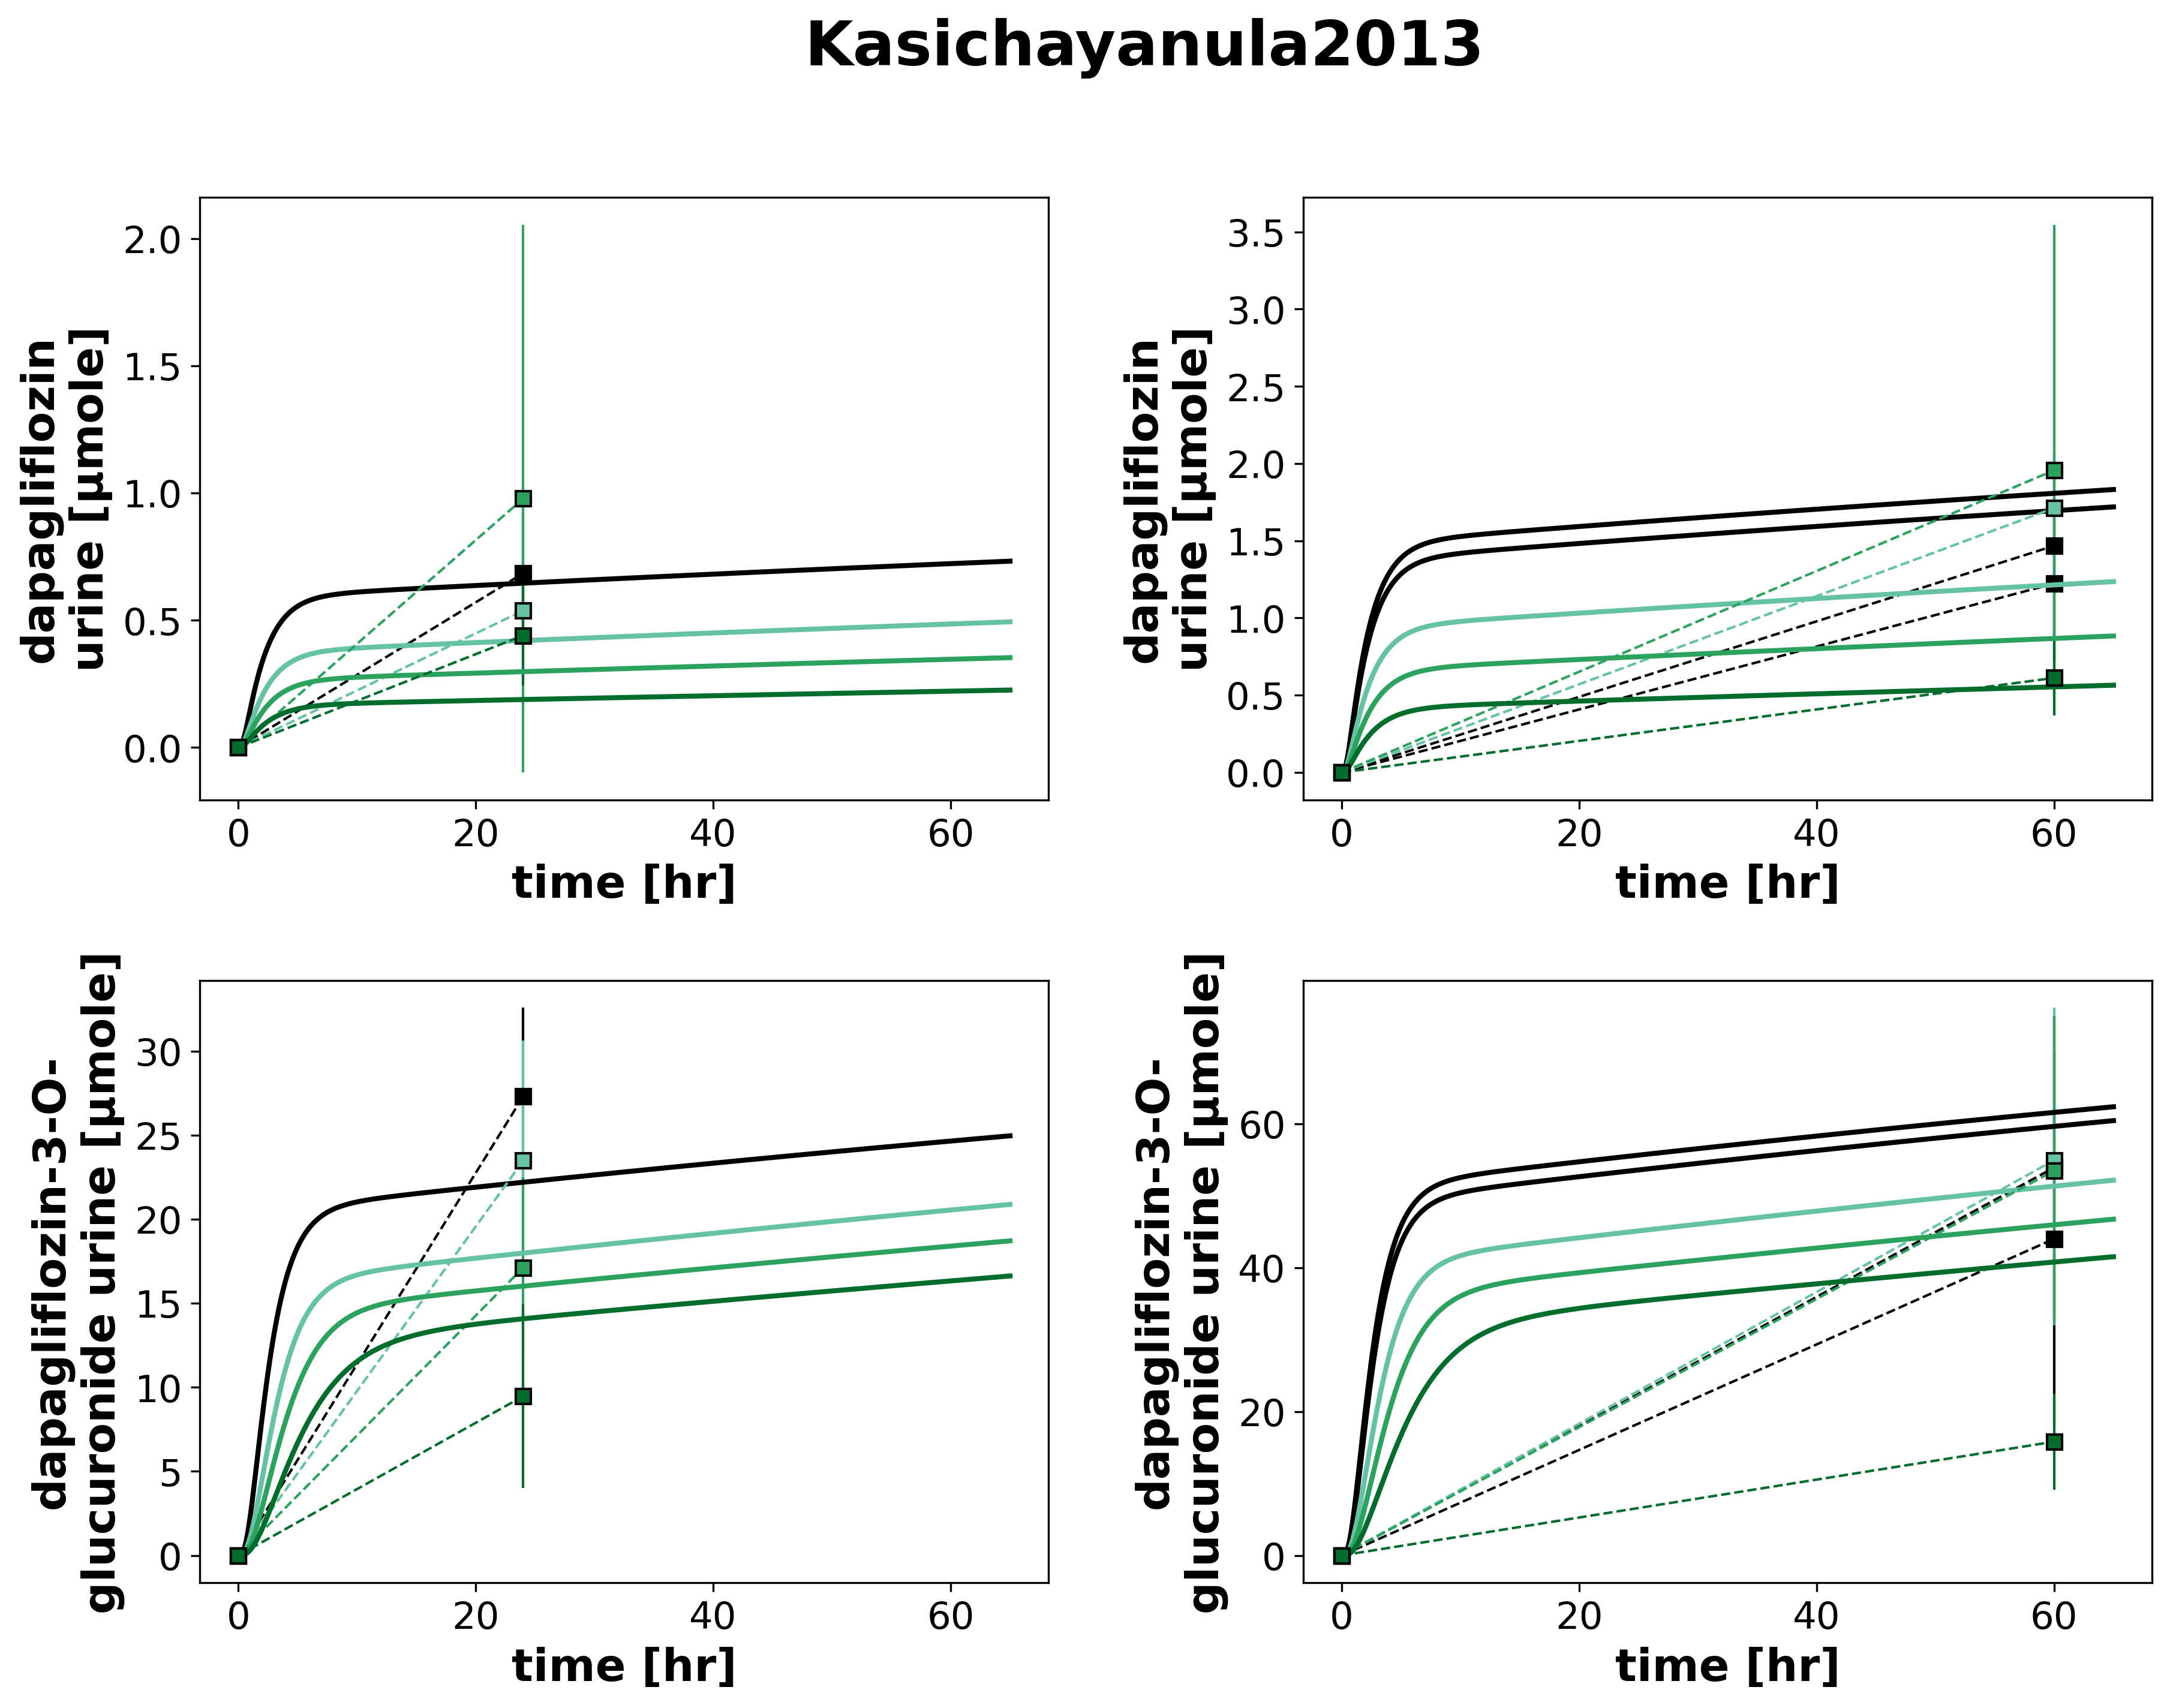 Kasichayanula2013
dapagliflozin
urine [µmole]
2.0
1.5
1.0
0.5
0.0
0 20 40 60
time [hr]
dapagliflozin
urine [µmole]
3.5
3.0
2.5
2.0
1.5
1.0
0.5
0.0
0 20 40 60
time [hr]
dapagliflozin-3-O-
glucuronide urine [µmole]
30
25
20
15
10
5
0
0 20 40 60
time [hr]
dapagliflozin-3-O-
glucuronide urine [µmole]
60
40
20
0
0 20 40 60
time [hr]